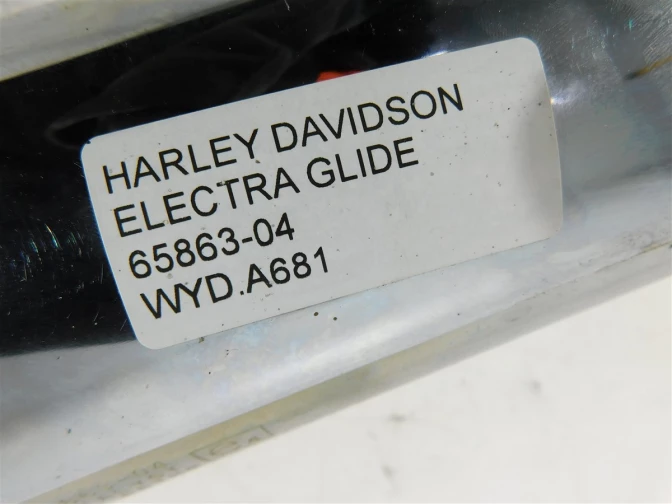 HARLEY DAVIDSON
ELECTRA GLIDE
65863-04
WYD.A681